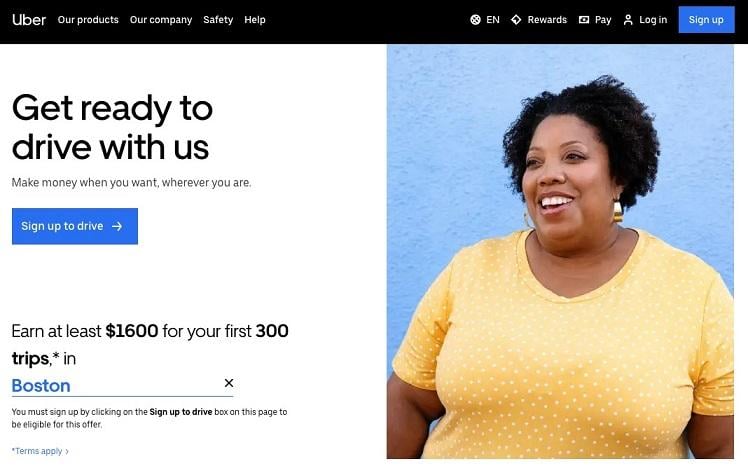 Uber Our products Our company Safety Help EN Rewards Pay Log in Sign up
Get ready to
drive with us
Make money when you want, wherever you are.
Sign up to drive →
Earn at least $1600 for your first 300
trips,* in
Boston ×
You must sign up by clicking on the Sign up to drive box on this page to
be eligible for this offer.
*Terms apply ›